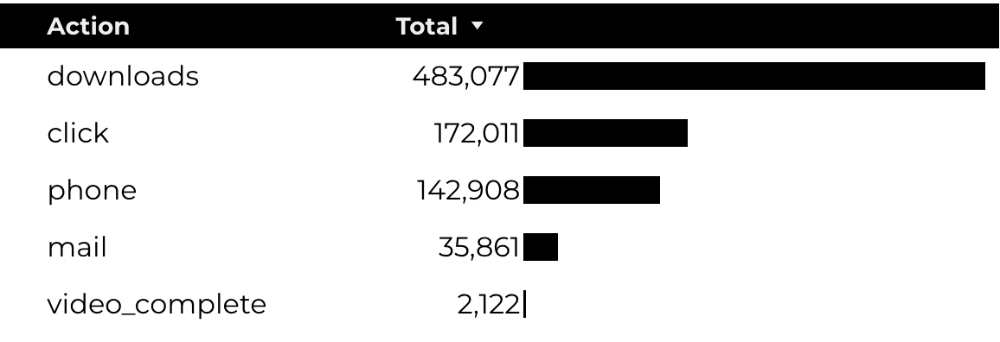 Action Total
downloads 483,077
click 172,011
phone 142,908
mail 35,861
video_complete 2,122